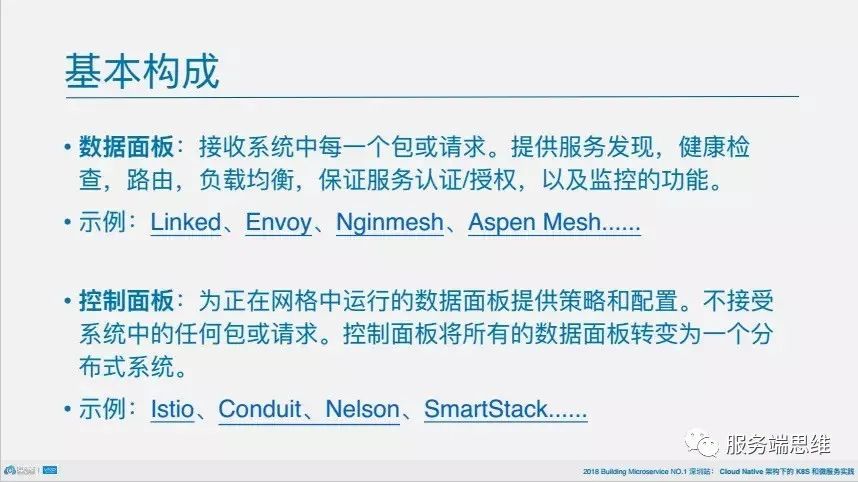 基本构成
• 数据面板：接收系统中每一个包或请求。提供服务发现，健康检
查，路由，负载均衡，保证服务认证/授权，以及监控的功能。
• 示例：Linked、Envoy、Nginmesh、Aspen Mesh......
• 控制面板：为正在网格中运行的数据面板提供策略和配置。不接受
系统中的任何包或请求。控制面板将所有的数据面板转变为一个分
布式系统。
• 示例：Istio、Conduit、Nelson、SmartStack......
服务端思维
2018 Building Microservice NO.1 深圳站： Cloud Native 架构下的 K8S 和微服务实践